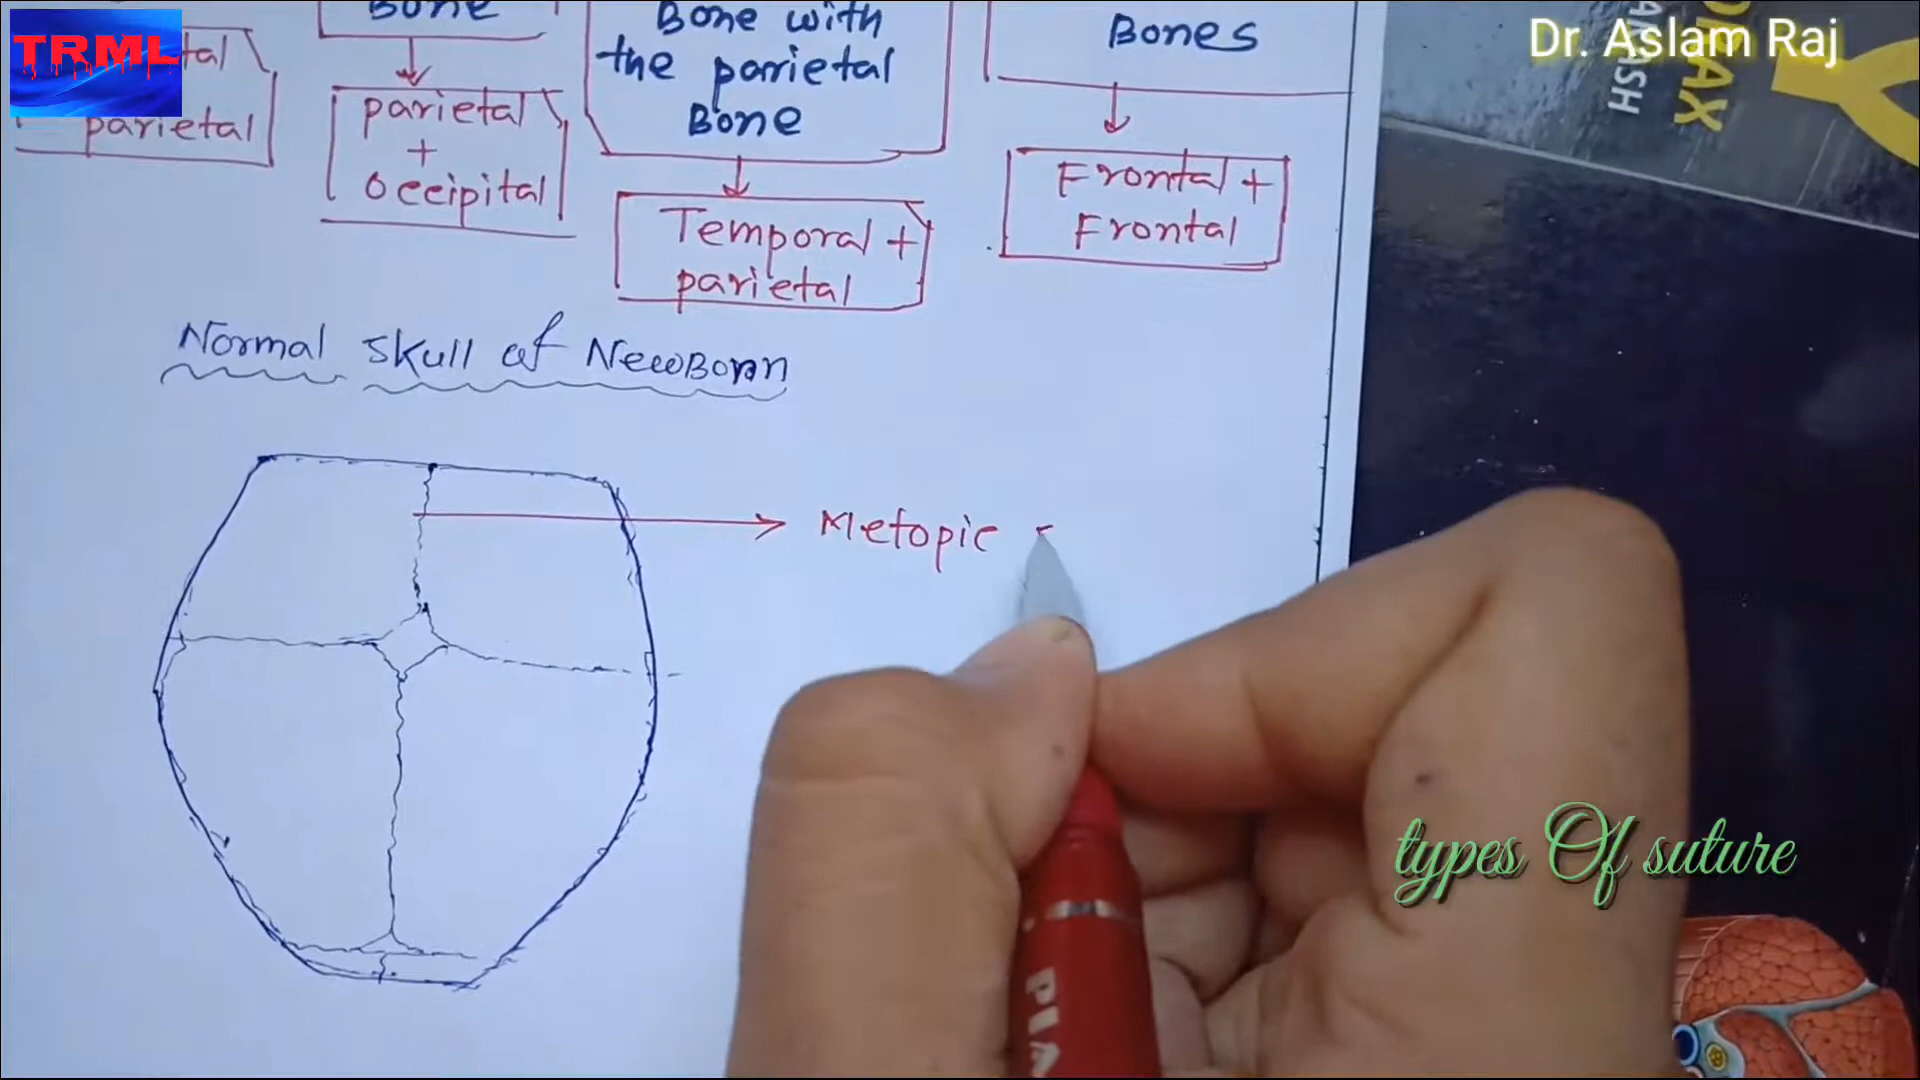 TRML
Bone
Bone with
the parietal
Bone
Bones
Dr. Aslam Raj
tal
parietal
parietal
+
Occipital
Temporal +
parietal
Frontal +
Frontal
Normal Skull of NewBorn
Metopic
types Of suture